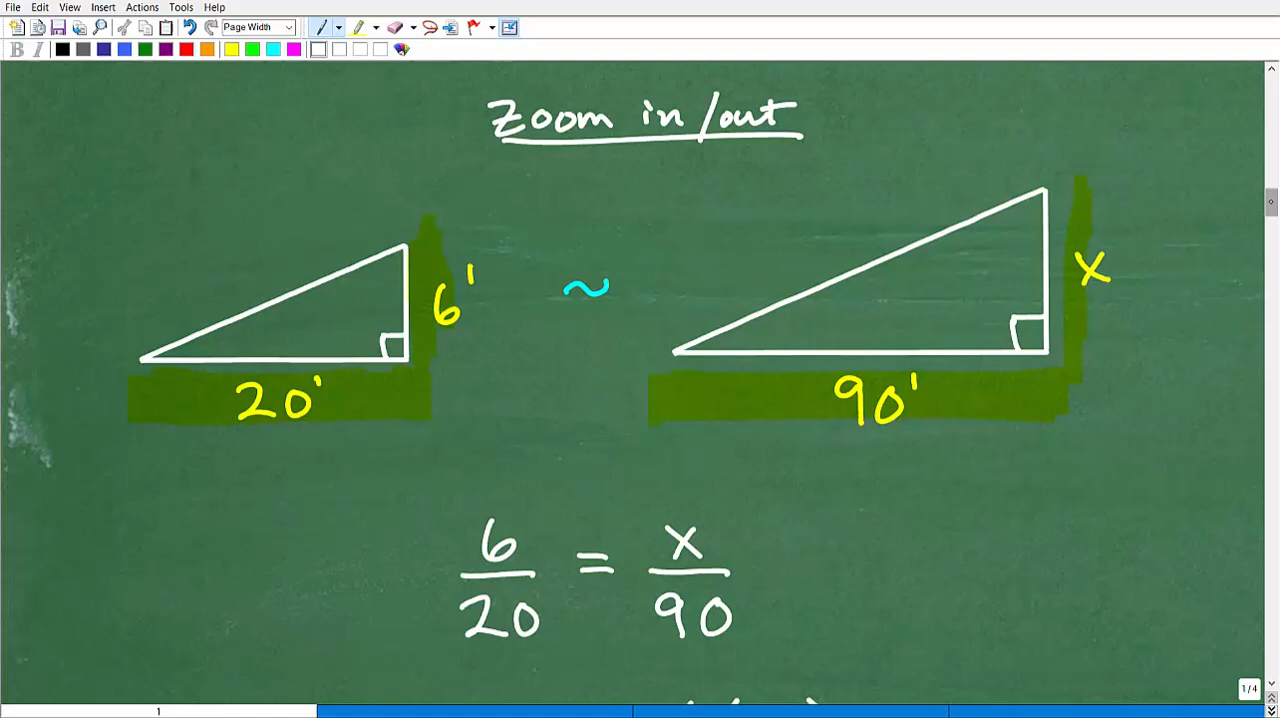 File Edit View Insert Actions Tools Help
Page Width
B I
Zoom in/out
6' ~ x
20' 90'
6 x
=
20 90
1/4
1